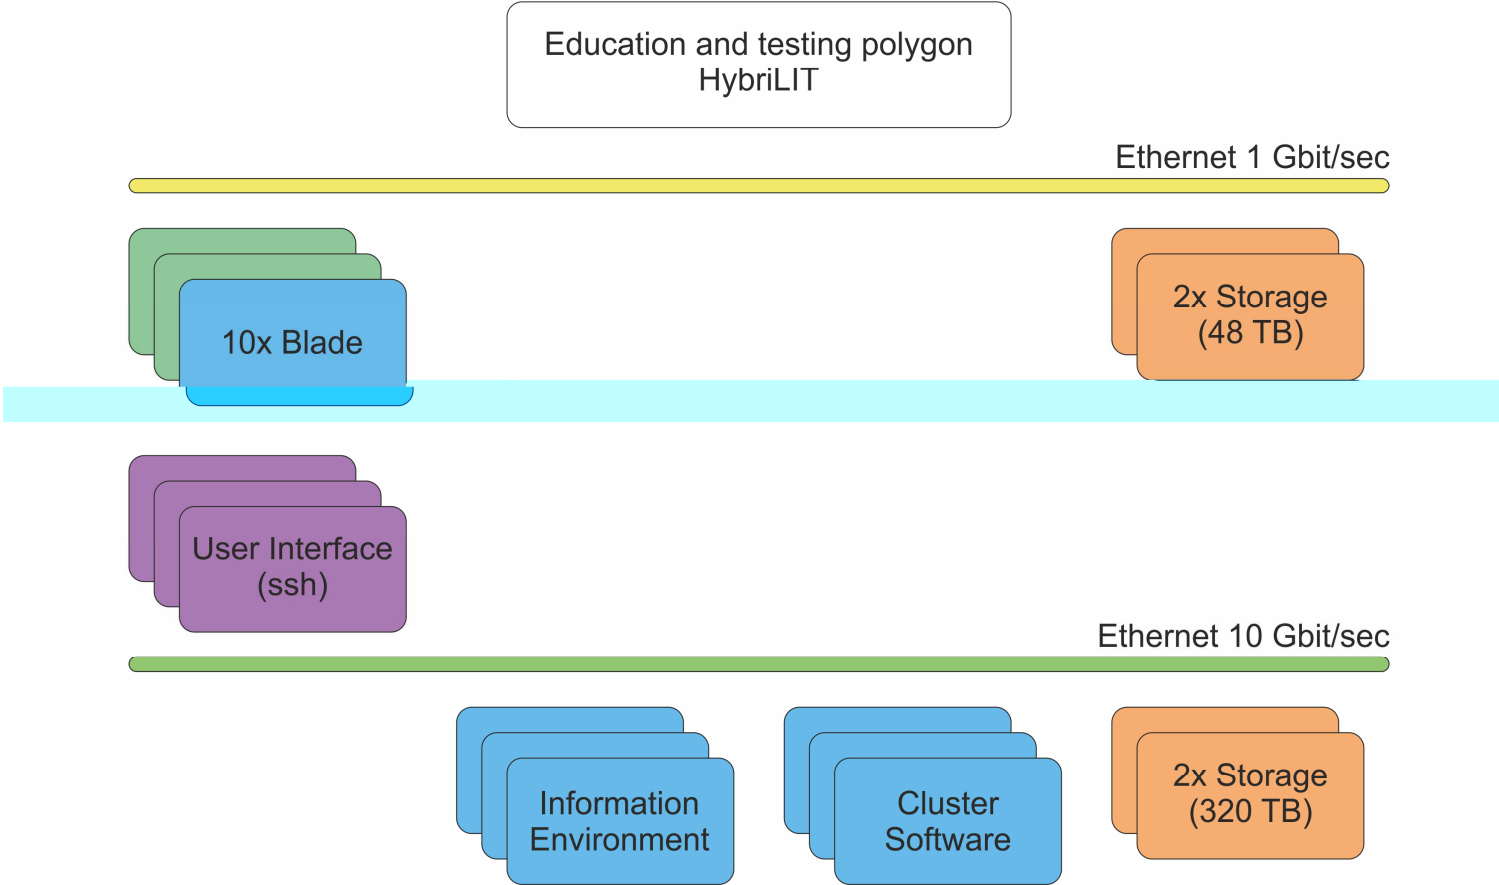 Education and testing polygon
HybriLIT
Ethernet 1 Gbit/sec
10x Blade
2x Storage
(48 TB)
User Interface
(ssh)
Ethernet 10 Gbit/sec
Information
Environment
Cluster
Software
2x Storage
(320 TB)